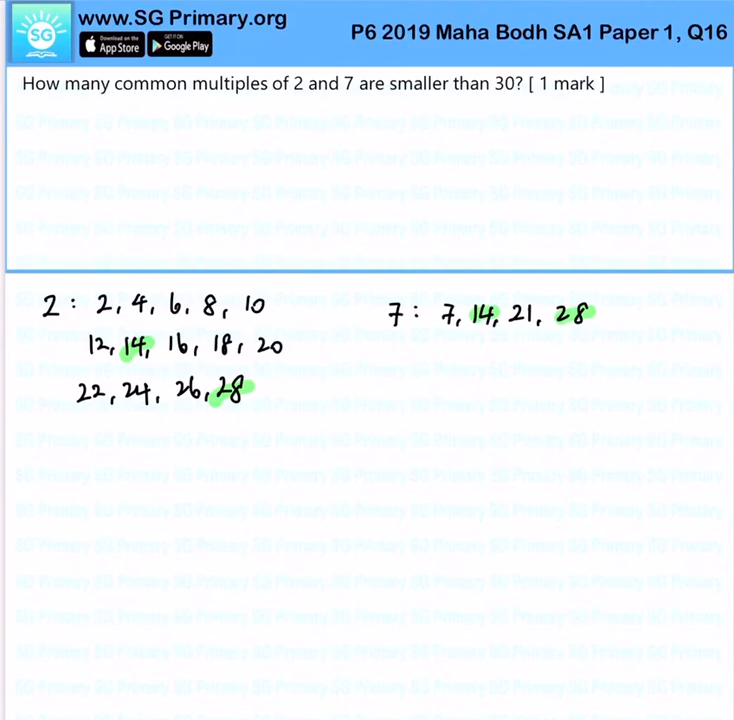 www.SG Primary.org
SG
Download on the App Store
GET IT ON Google Play
P6 2019 Maha Bodh SA1 Paper 1, Q16
How many common multiples of 2 and 7 are smaller than 30? [ 1 mark ]
2 : 2, 4, 6, 8, 10
12, 14, 16, 18, 20
22, 24, 26, 28
7 : 7, 14, 21, 28